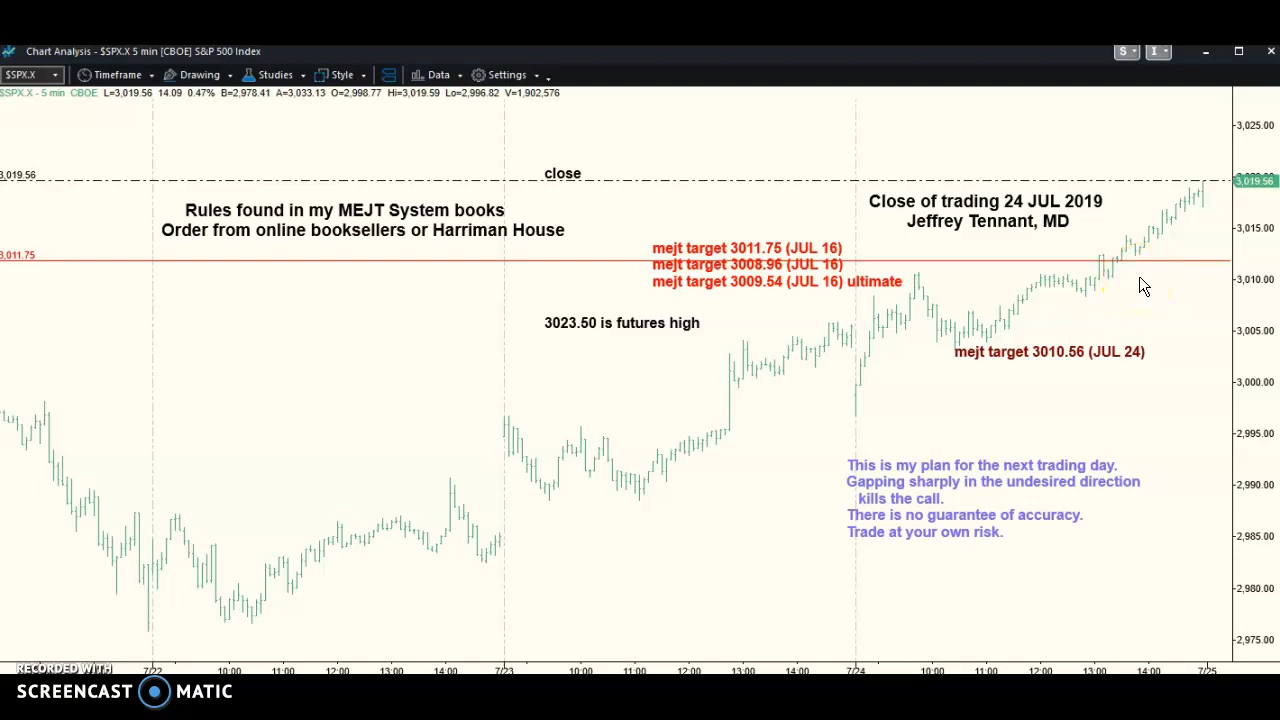 Chart Analysis - $SPX.X 5 min [CBOE] S&P 500 Index
S I
$SPX.X Timeframe Drawing Studies Style Data Settings
$SPX.X - 5 min CBOE L=3,019.56 14.09 0.47% B=2,978.41 A=3,033.13 O=2,998.77 Hi=3,019.59 Lo=2,996.82 V=1,902,576
3,025.00
3,019.56 close
3,019.56
Rules found in my MEJT System books
Order from online booksellers or Harriman House
Close of trading 24 JUL 2019
Jeffrey Tennant, MD
3,015.00
3,011.75
mejt target 3011.75 (JUL 16)
mejt target 3008.96 (JUL 16)
mejt target 3009.54 (JUL 16) ultimate
3,010.00
3023.50 is futures high
3,005.00
mejt target 3010.56 (JUL 24)
3,000.00
2,995.00
This is my plan for the next trading day.
Gapping sharply in the undesired direction
kills the call.
There is no guarantee of accuracy.
Trade at your own risk.
2,990.00
2,985.00
2,980.00
2,975.00
7/22 10:00 11:00 12:00 13:00 14:00 7/23 10:00 11:00 12:00 13:00 14:00 7/24 10:00 11:00 12:00 13:00 14:00 7/25
RECORDED WITH
SCREENCAST MATIC